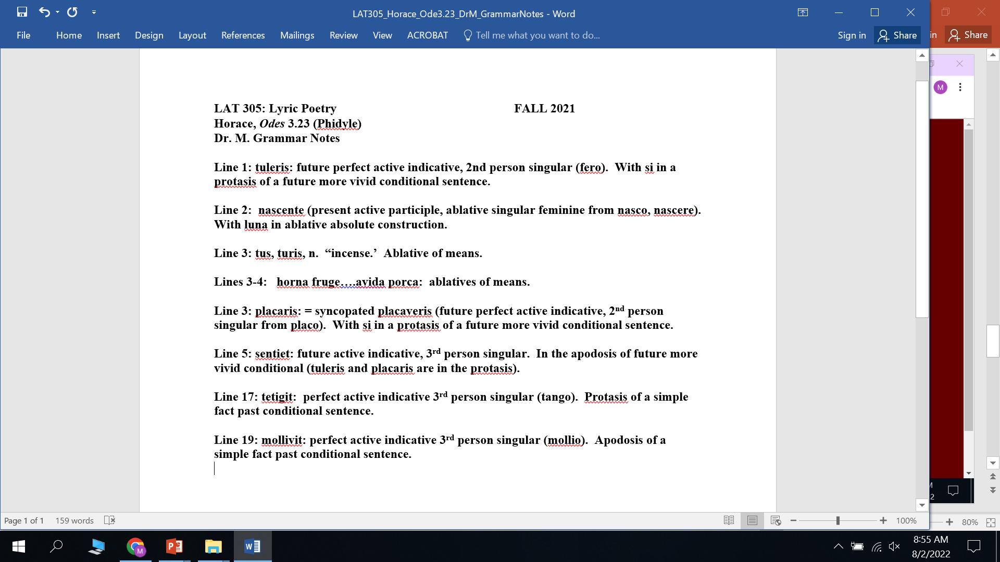 LAT305_Horace_Ode3.23_DrM_GrammarNotes - Word
File Home Insert Design Layout References Mailings Review View ACROBAT Tell me what you want to do... Sign in Share in Share
M
LAT 305: Lyric Poetry FALL 2021
Horace, Odes 3.23 (Phidyle)
Dr. M. Grammar Notes
Line 1: tuleris: future perfect active indicative, 2nd person singular (fero). With si in a
protasis of a future more vivid conditional sentence.
Line 2: nascente (present active participle, ablative singular feminine from nasco, nascere).
With luna in ablative absolute construction.
Line 3: tus, turis, n. “incense.’ Ablative of means.
Lines 3-4: horna fruge….avida porca: ablatives of means.
Line 3: placaris: = syncopated placaveris (future perfect active indicative, 2nd person
singular from placo). With si in a protasis of a future more vivid conditional sentence.
Line 5: sentiet: future active indicative, 3rd person singular. In the apodosis of future more
vivid conditional (tuleris and placaris are in the protasis).
Line 17: tetigit: perfect active indicative 3rd person singular (tango). Protasis of a simple
fact past conditional sentence.
Line 19: mollivit: perfect active indicative 3rd person singular (mollio). Apodosis of a
simple fact past conditional sentence.
M
2
Page 1 of 1 159 words 100% 80%
M P W
8:55 AM
8/2/2022